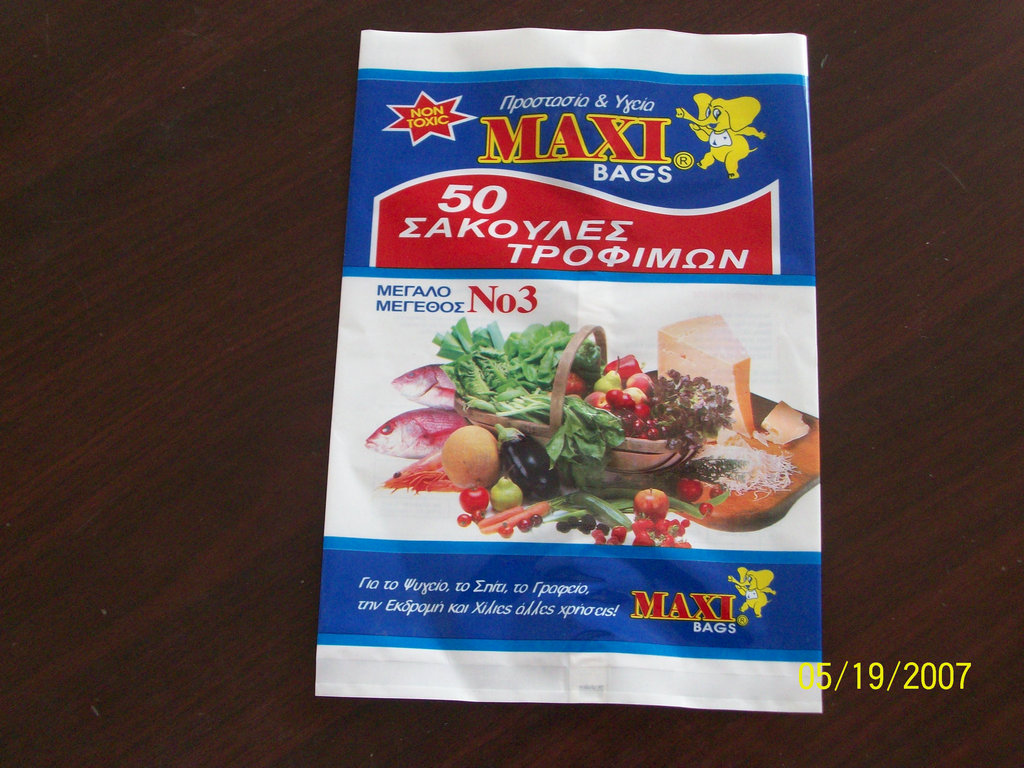 Προστασία & Υγεία
NON
TOXIC
MAXI ®
BAGS
50
ΣΑΚΟΥΛΕΣ
ΤΡΟΦΙΜΩΝ
ΜΕΓΑΛΟ
ΜΕΓΕΘΟΣ No3
Για το Ψυγείο, το Σπίτι, το Γραφείο,
την Εκδρομή και Χίλιες άλλες χρήσεις!
MAXI ®
BAGS
05/19/2007